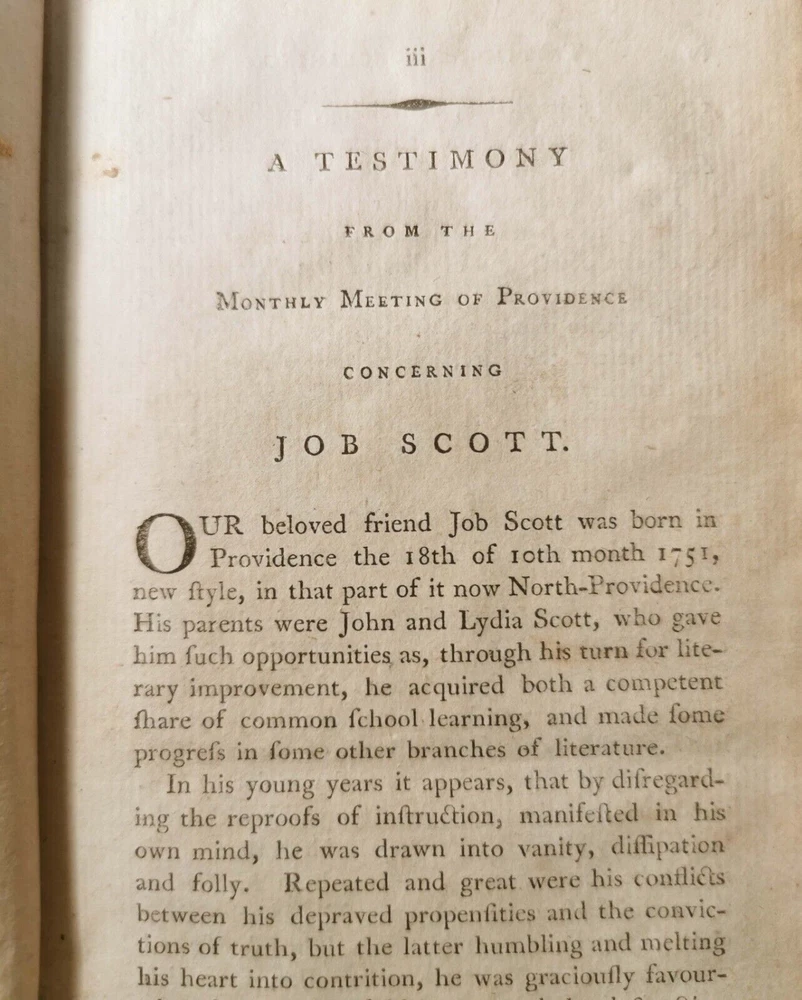 iii
A TESTIMONY
FROM THE
MONTHLY MEETING OF PROVIDENCE
CONCERNING
JOB SCOTT.
OUR beloved friend Job Scott was born in
Providence the 18th of 10th month 1751,
new ſtyle, in that part of it now North-Providence.
His parents were John and Lydia Scott, who gave
him ſuch opportunities as, through his turn for lite-
rary improvement, he acquired both a competent
ſhare of common ſchool learning, and made ſome
progreſs in ſome other branches of literature.
In his young years it appears, that by diſregard-
ing the reproofs of inſtruction, manifeſted in his
own mind, he was drawn into vanity, diſſipation
and folly. Repeated and great were his conflicts
between his depraved propenſities and the convic-
tions of truth, but the latter humbling and melting
his heart into contrition, he was graciouſly favour-